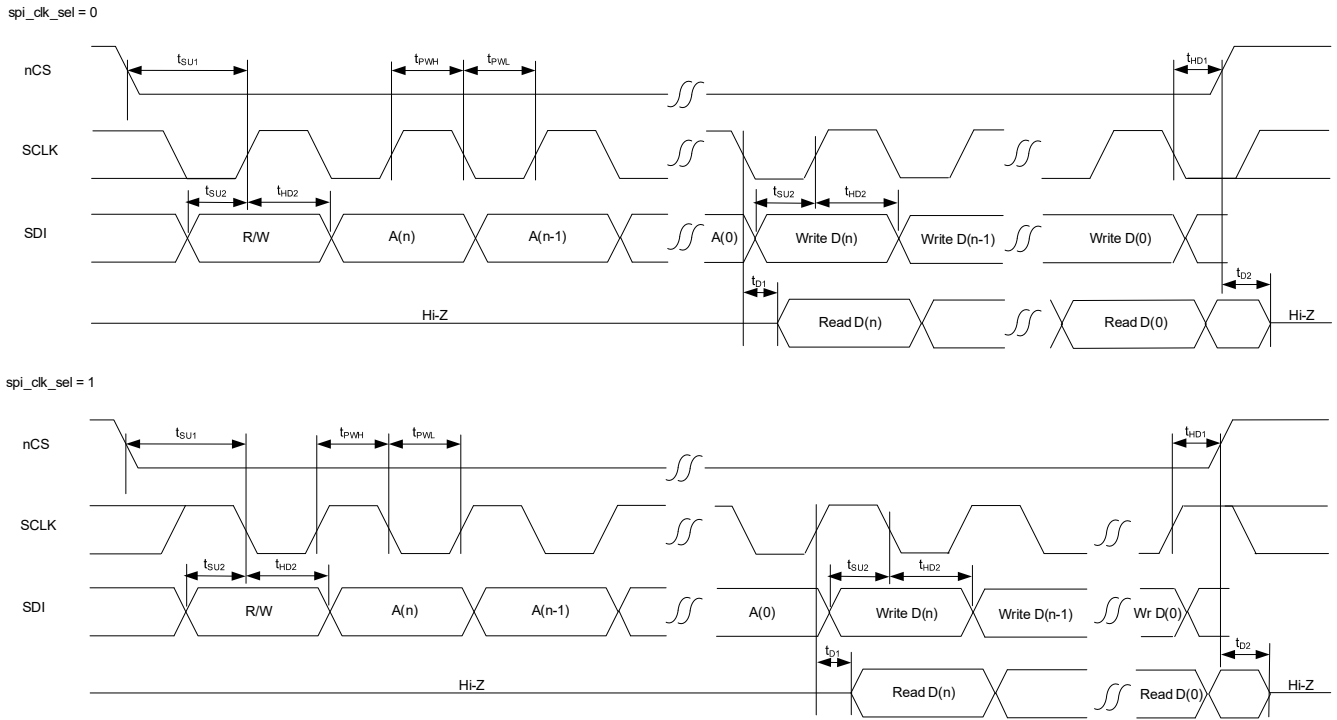 spi_clk_sel = 0
nCS
tSU1 tPWH tPWL tHD1
SCLK
tSU2 tHD2 tSU2 tHD2
SDI
R/W A(n) A(n-1) A(0) Write D(n) Write D(n-1) Write D(0)
tD1 tD2
Hi-Z Read D(n) Read D(0) Hi-Z
spi_clk_sel = 1
nCS
tSU1 tPWH tPWL tHD1
SCLK
tSU2 tHD2 tSU2 tHD2
SDI
R/W A(n) A(n-1) A(0) Write D(n) Write D(n-1) Wr D(0)
tD1 tD2
Hi-Z Read D(n) Read D(0) Hi-Z